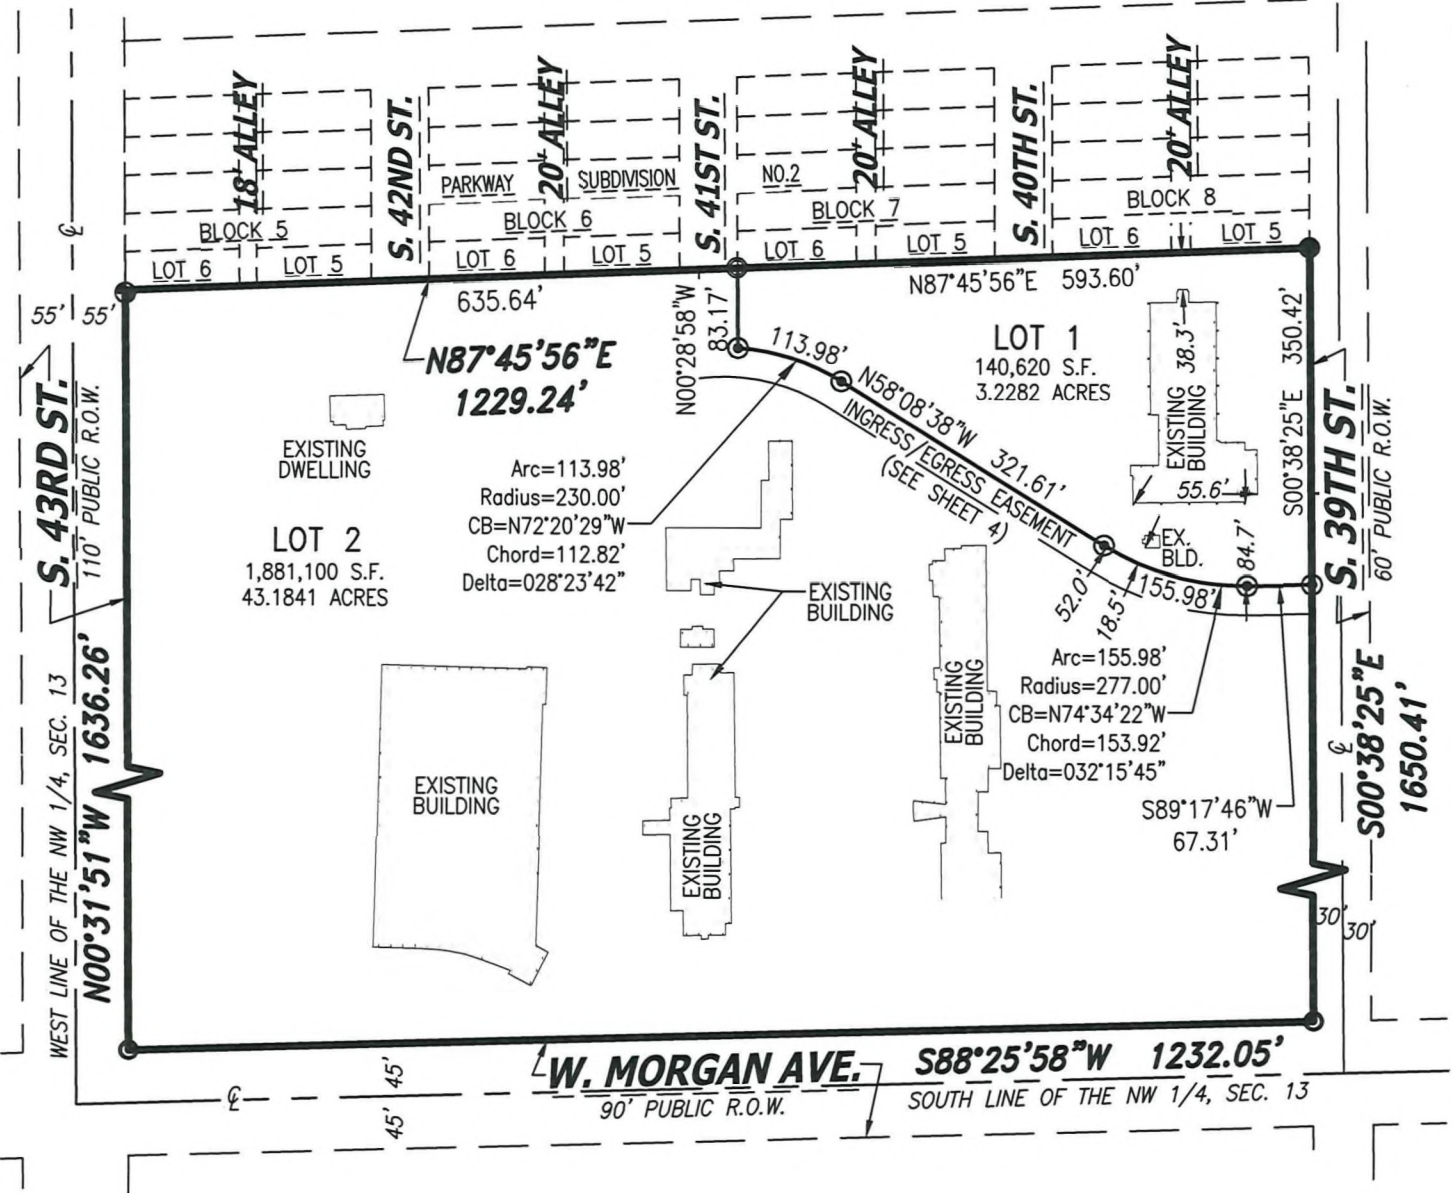 18' ALLEY
S. 42ND ST.
20' ALLEY
S. 41ST ST.
20' ALLEY
S. 40TH ST.
20' ALLEY
PARKWAY
SUBDIVISION
NO.2
BLOCK 5
BLOCK 6
BLOCK 7
BLOCK 8
LOT 6
LOT 5
LOT 6
LOT 5
LOT 6
LOT 5
LOT 6
LOT 5
℄
55'
55'
635.64'
N87°45'56"E 593.60'
N87°45'56"E
1229.24'
N00°28'58"W
83.17'
113.98'
N58°08'38"W 321.61'
INGRESS/EGRESS EASEMENT
(SEE SHEET 4)
LOT 1
140,620 S.F.
3.2282 ACRES
38.3'
EXISTING
BUILDING
55.6'
S00°38'25"E 350.42'
S. 39TH ST.
60' PUBLIC R.O.W.
S. 43RD ST.
110' PUBLIC R.O.W.
EXISTING
DWELLING
Arc=113.98'
Radius=230.00'
CB=N72°20'29"W
Chord=112.82'
Delta=028°23'42"
LOT 2
1,881,100 S.F.
43.1841 ACRES
EX.
BLD.
84.7'
52.0'
18.5'
155.98'
EXISTING
BUILDING
Arc=155.98'
Radius=277.00'
CB=N74°34'22"W
Chord=153.92'
Delta=032°15'45"
S89°17'46"W
67.31'
EXISTING
BUILDING
EXISTING
BUILDING
EXISTING
BUILDING
N00°31'51"W 1636.26'
WEST LINE OF THE NW 1/4, SEC. 13
℄
S00°38'25"E
1650.41'
30'
30'
W. MORGAN AVE.
90' PUBLIC R.O.W.
S88°25'58"W 1232.05'
SOUTH LINE OF THE NW 1/4, SEC. 13
℄
45'
45'